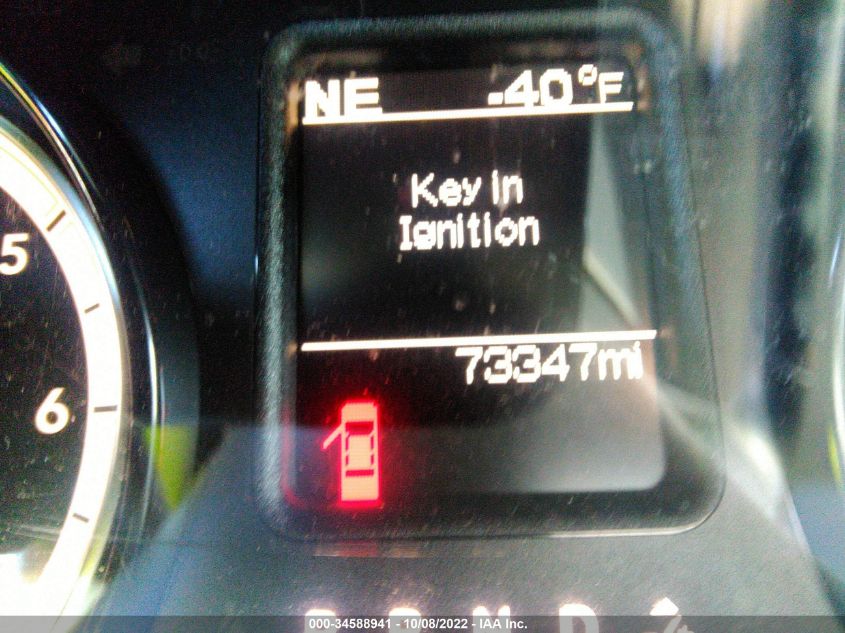 NE -40°F
Key in
Ignition
5
73347mi
6
P R N D
000-34588941 - 10/08/2022 - IAA Inc.